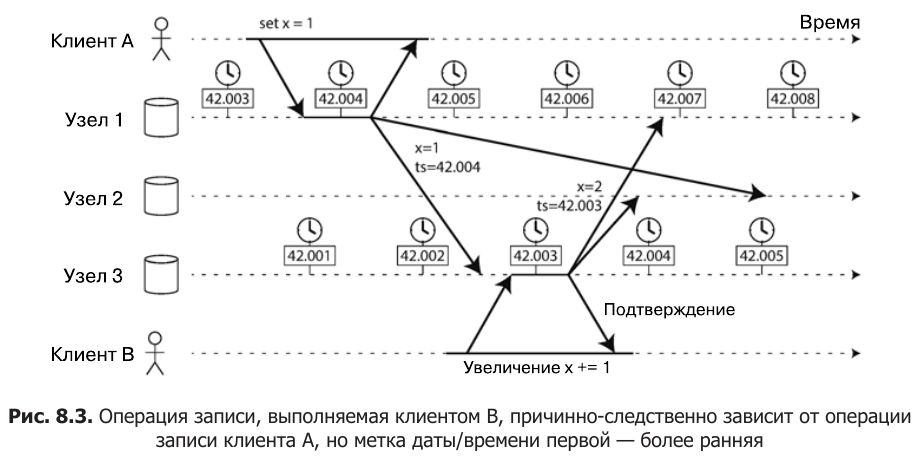 set x = 1
Время
Клиент A
42.003
42.004
42.005
42.006
42.007
42.008
Узел 1
x=1
ts=42.004
x=2
ts=42.003
Узел 2
42.001
42.002
42.003
42.004
42.005
Узел 3
Подтверждение
Клиент B
Увеличение x += 1
Рис. 8.3. Операция записи, выполняемая клиентом B, причинно-следственно зависит от операции
записи клиента A, но метка даты/времени первой — более ранняя